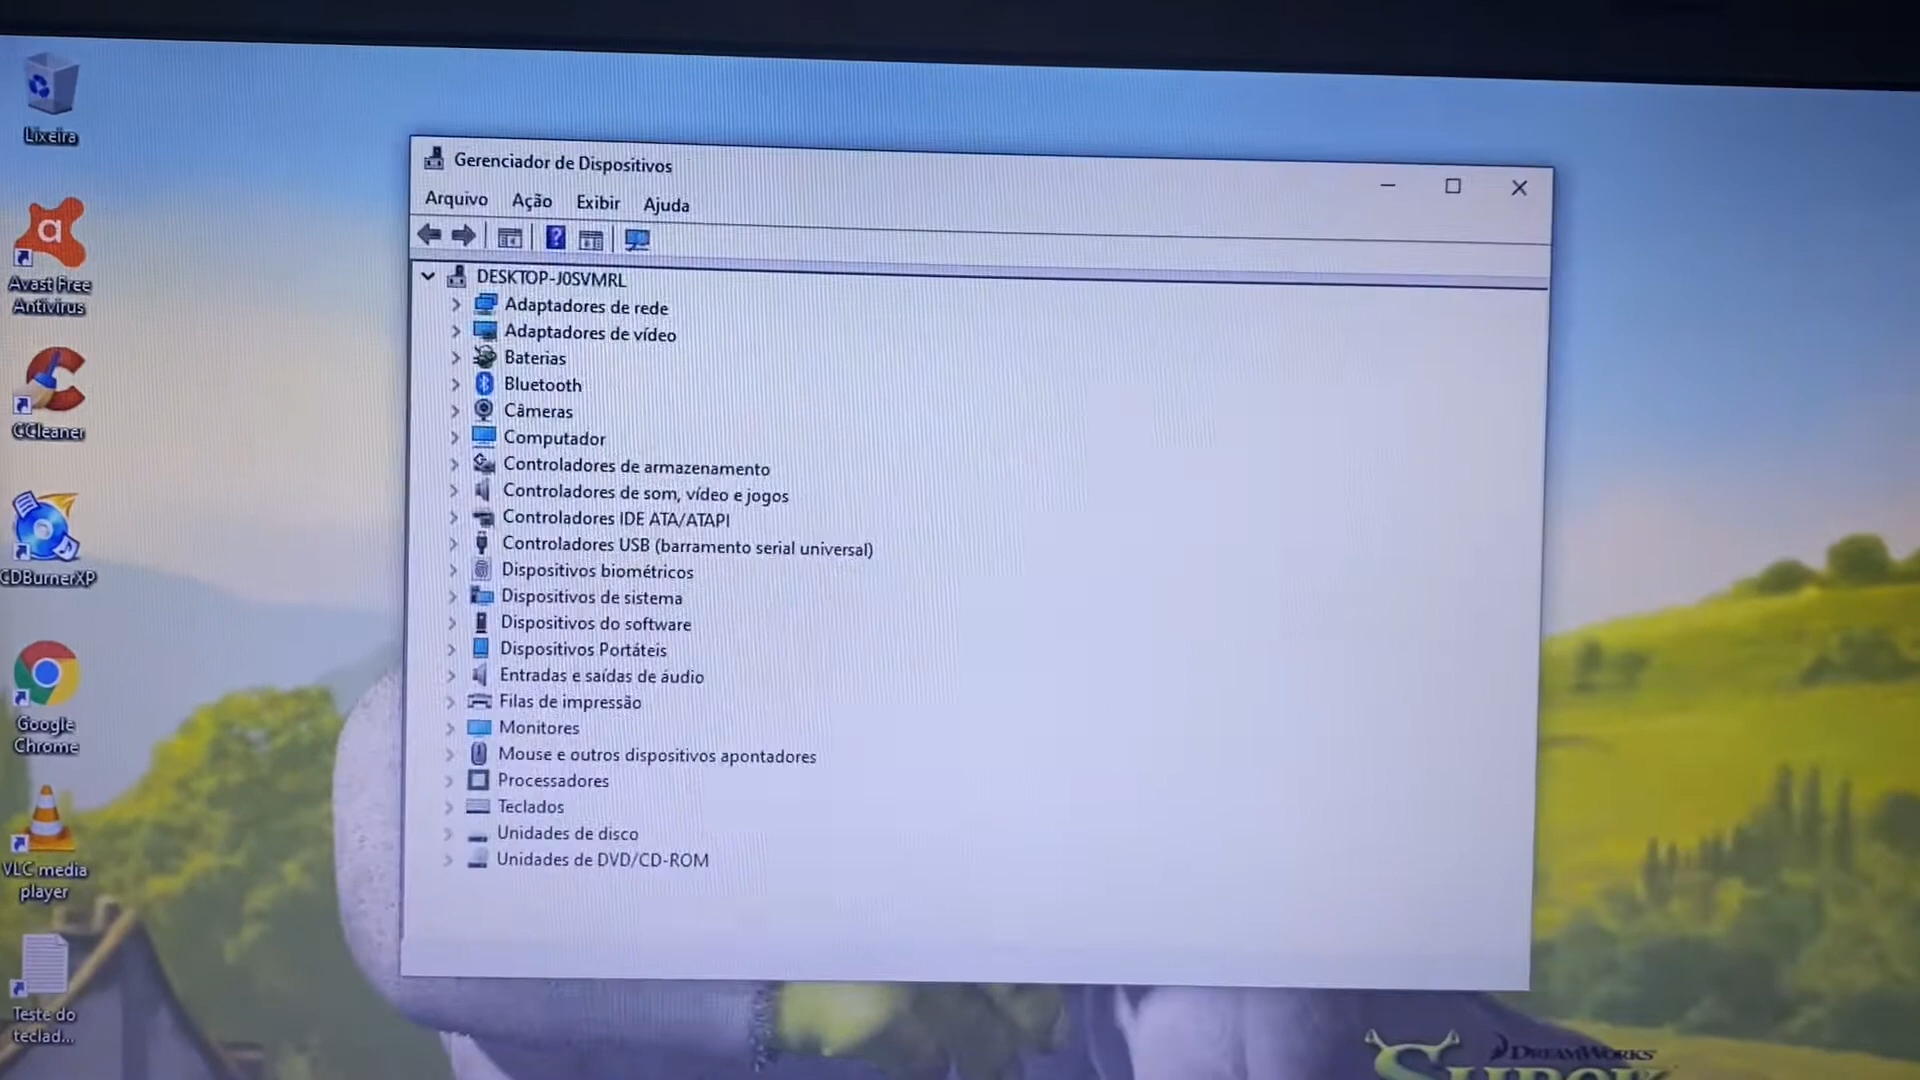 Lixeira
Avast Free
Antivirus
CCleaner
CDBurnerXP
Google
Chrome
VLC media
player
Teste do
teclad...
Gerenciador de Dispositivos
Arquivo Ação Exibir Ajuda
DESKTOP-J0SVMRL
Adaptadores de rede
Adaptadores de vídeo
Baterias
Bluetooth
Câmeras
Computador
Controladores de armazenamento
Controladores de som, vídeo e jogos
Controladores IDE ATA/ATAPI
Controladores USB (barramento serial universal)
Dispositivos biométricos
Dispositivos de sistema
Dispositivos do software
Dispositivos Portáteis
Entradas e saídas de áudio
Filas de impressão
Monitores
Mouse e outros dispositivos apontadores
Processadores
Teclados
Unidades de disco
Unidades de DVD/CD-ROM
DREAMWORKS